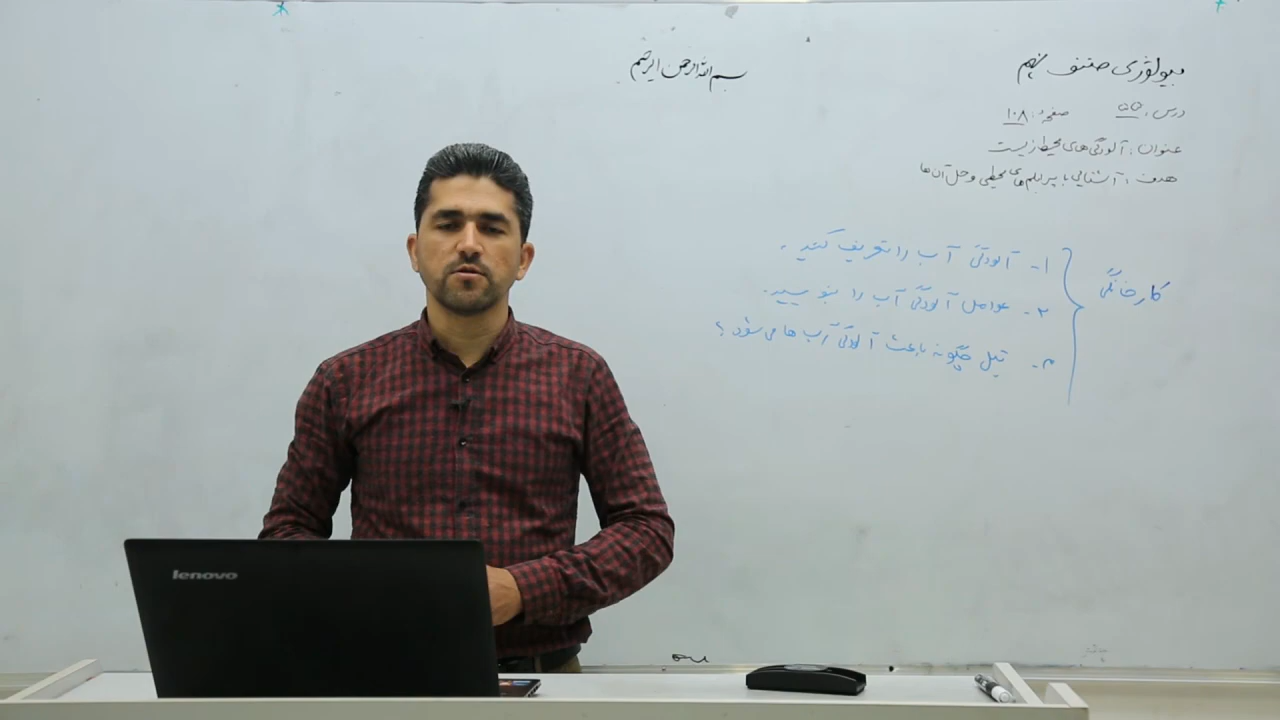 بسم الله الرحمن الرحیم
بیولوژی صنف نهم
درس: ۵۵ صفحه: ۱۰۸
عنوان: آلودگی های محیط زیست
هدف: آشنایی با پرابلم های محیطی و حل آن ها
کارخانگی
۱- آلودگی آب را تعریف کنید.
۲- عوامل آلودگی آب را بنویسید.
۳- تیل چگونه باعث آلودگی آب ها می شود؟
lenovo